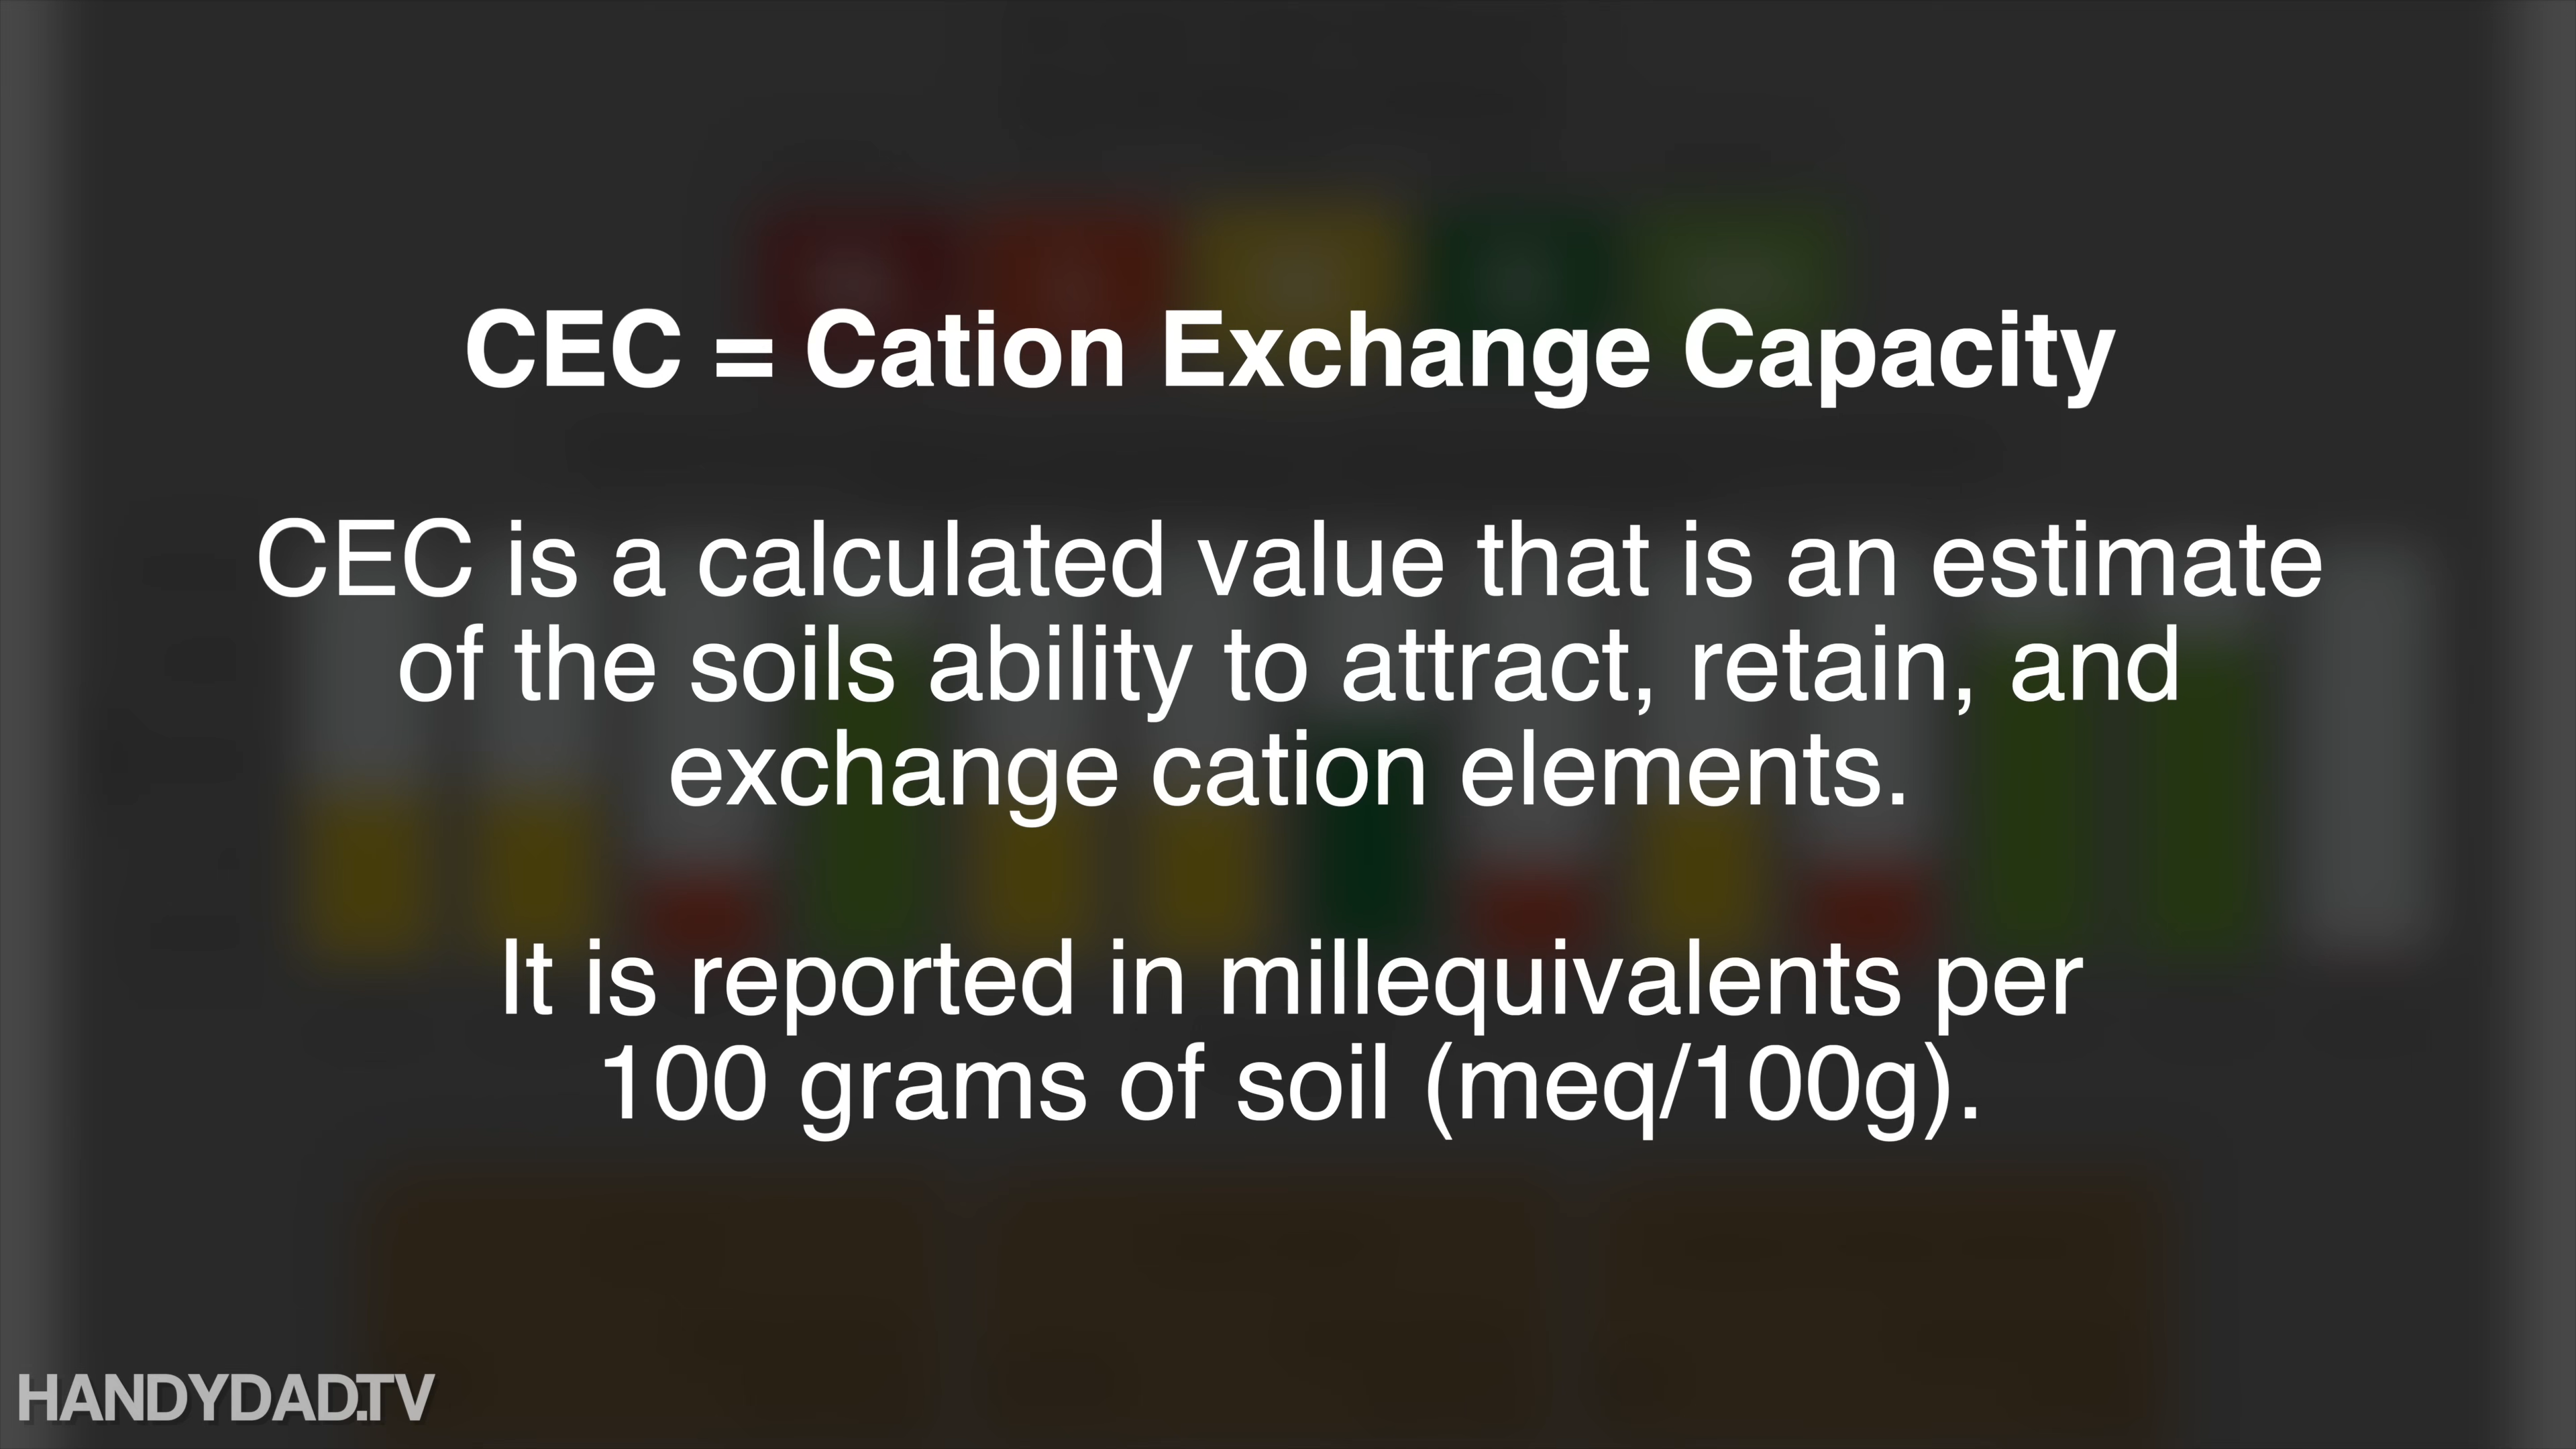 CEC = Cation Exchange Capacity
CEC is a calculated value that is an estimate
of the soils ability to attract, retain, and
exchange cation elements.
It is reported in millequivalents per
100 grams of soil (meq/100g).
HANDYDAD.TV